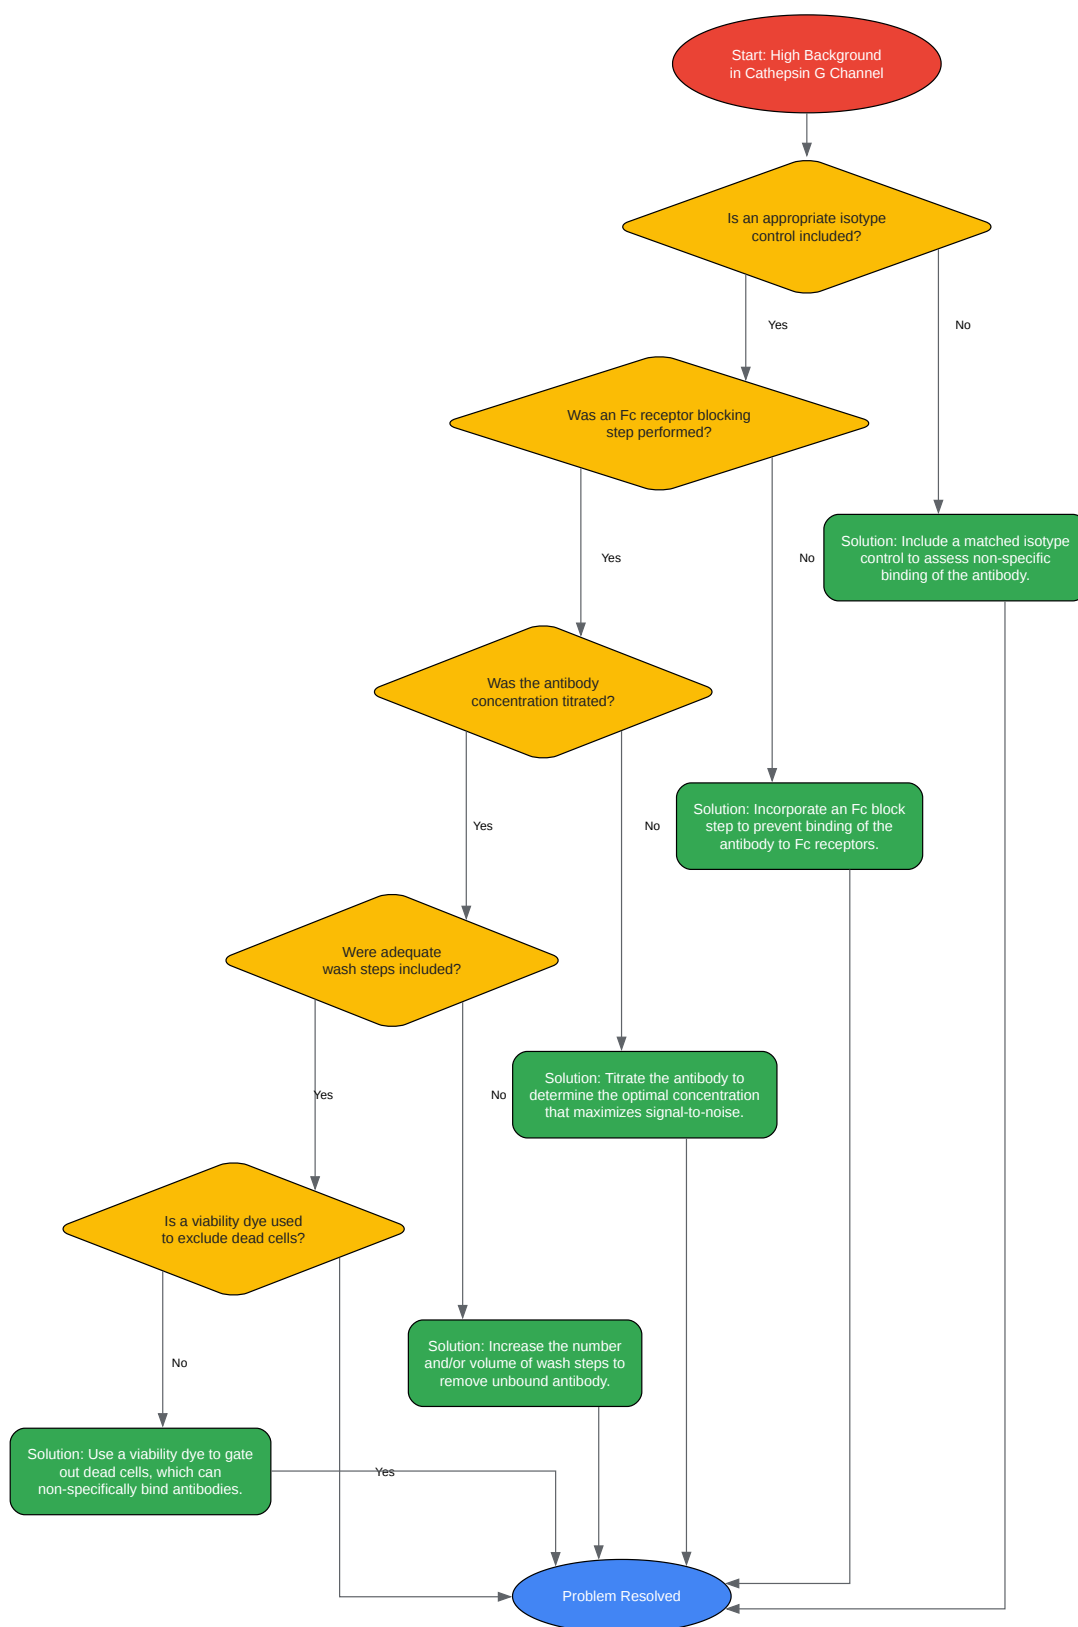 Start: High Background
in Cathepsin G Channel
Is an appropriate isotype
control included?
Yes
No
Was an Fc receptor blocking
step performed?
Yes
No
Solution: Include a matched isotype
control to assess non-specific
binding of the antibody.
Was the antibody
concentration titrated?
Yes
No
Solution: Incorporate an Fc block
step to prevent binding of the
antibody to Fc receptors.
Were adequate
wash steps included?
Yes
No
Solution: Titrate the antibody to
determine the optimal concentration
that maximizes signal-to-noise.
Is a viability dye used
to exclude dead cells?
No
Solution: Increase the number
and/or volume of wash steps to
remove unbound antibody.
Solution: Use a viability dye to gate
out dead cells, which can
non-specifically bind antibodies.
Yes
Problem Resolved